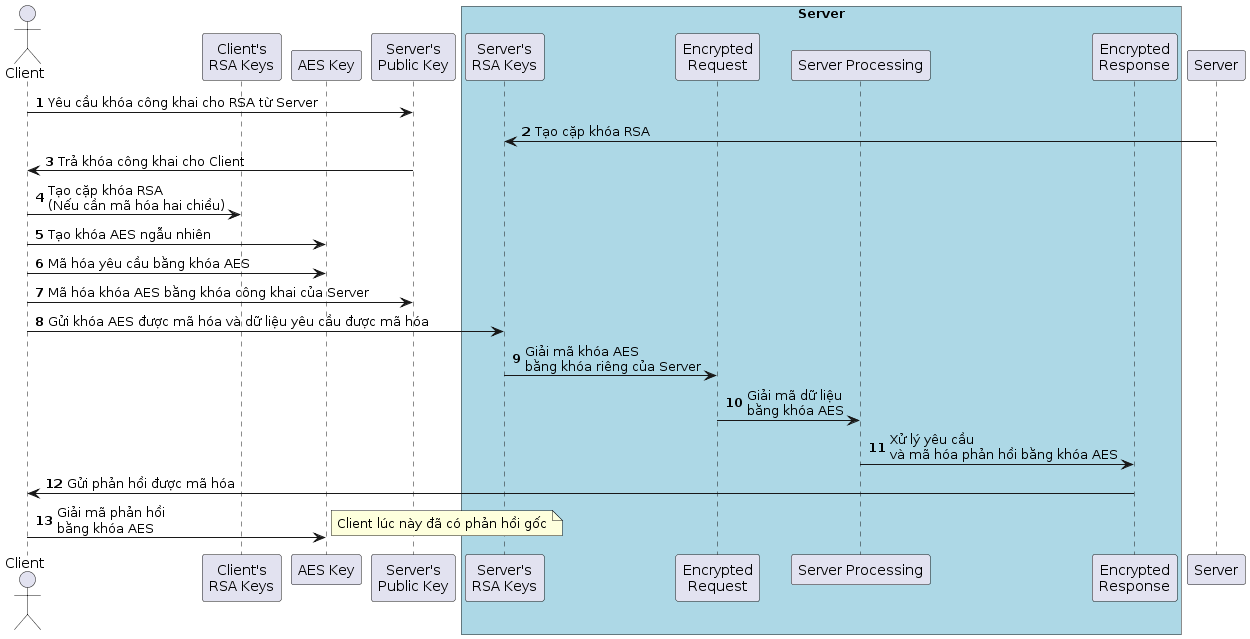 Server
Client
Client's
RSA Keys
AES Key
Server's
Public Key
Server's
RSA Keys
Encrypted
Request
Server Processing
Encrypted
Response
Server
1 Yêu cầu khóa công khai cho RSA từ Server
2 Tạo cặp khóa RSA
3 Trả khóa công khai cho Client
4 Tạo cặp khóa RSA
(Nếu cần mã hóa hai chiều)
5 Tạo khóa AES ngẫu nhiên
6 Mã hóa yêu cầu bằng khóa AES
7 Mã hóa khóa AES bằng khóa công khai của Server
8 Gửi khóa AES được mã hóa và dữ liệu yêu cầu được mã hóa
9 Giải mã khóa AES
bằng khóa riêng của Server
10 Giải mã dữ liệu
bằng khóa AES
11 Xử lý yêu cầu
và mã hóa phản hồi bằng khóa AES
12 Gửi phản hồi được mã hóa
13 Giải mã phản hồi
bằng khóa AES
Client lúc này đã có phản hồi gốc
Client
Client's
RSA Keys
AES Key
Server's
Public Key
Server's
RSA Keys
Encrypted
Request
Server Processing
Encrypted
Response
Server